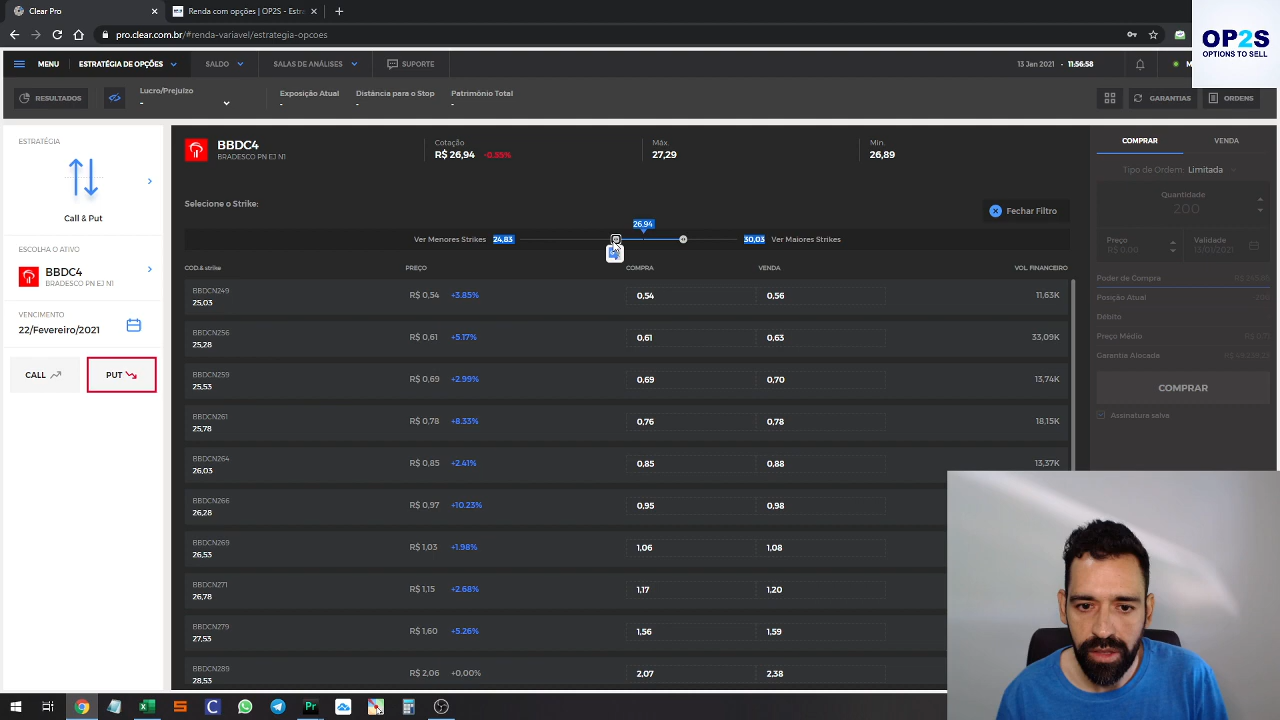 Clear Pro
Renda com opções | OP2S - Estra
pro.clear.com.br/#renda-variavel/estrategia-opcoes
OP2S
OPTIONS TO SELL
MENU
ESTRATÉGIA DE OPÇÕES
SALDO
SALAS DE ANÁLISES
SUPORTE
13 Jan 2021 • 11:56:58
RESULTADOS
Lucro/Prejuízo
-
Exposição Atual
-
Distância para o Stop
-
Patrimônio Total
-
GARANTIAS
ORDENS
ESTRATÉGIA
Call & Put
ESCOLHA O ATIVO
BBDC4
BRADESCO PN EJ N1
VENCIMENTO
22/Fevereiro/2021
CALL
PUT
BBDC4
BRADESCO PN EJ N1
Cotação
R$ 26,94 -0.55%
Máx.
27,29
Mín.
26,89
Selecione o Strike:
Fechar Filtro
26,94
Ver Menores Strikes 24,83
30,03 Ver Maiores Strikes
COD.& strike PREÇO COMPRA VENDA VOL. FINANCEIRO
BBDCN249
25,03
R$ 0,54 +3.85% 0,54 0,56 11,63K
BBDCN256
25,28
R$ 0,61 +5.17% 0,61 0,63 33,09K
BBDCN259
25,53
R$ 0,69 +2.99% 0,69 0,70 13,74K
BBDCN261
25,78
R$ 0,78 +8.33% 0,76 0,78 18,15K
BBDCN264
26,03
R$ 0,85 +2.41% 0,85 0,88 13,37K
BBDCN266
26,28
R$ 0,97 +10.23% 0,95 0,98
BBDCN269
26,53
R$ 1,03 +1.98% 1,06 1,08
BBDCN271
26,78
R$ 1,15 +2.68% 1,17 1,20
BBDCN279
27,53
R$ 1,60 +5.26% 1,56 1,59
BBDCN289
28,53
R$ 2,06 +0,00% 2,07 2,38
COMPRAR
VENDA
Tipo de Ordem: Limitada
Quantidade
200
Preço
R$ 0,00
Validade
13/01/2021
Poder de Compra
Posição Atual 200
Débito
Preço Médio R$ 0,71
Garantia Alocada
COMPRAR
Assinatura salva